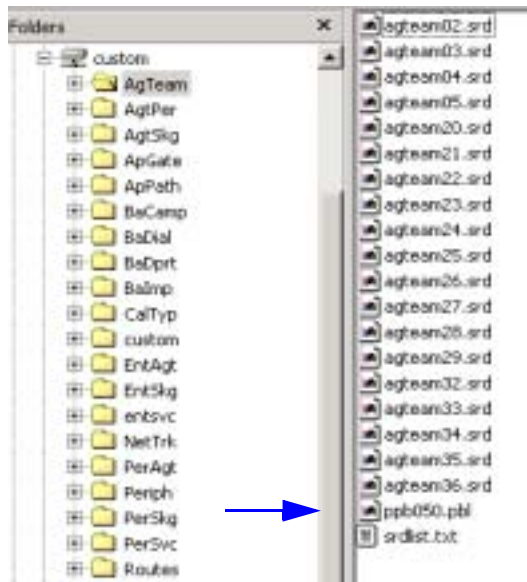 Folders
custom
AgTeam
AgtPer
AgtSkg
ApGate
ApPath
BaCamp
BaDial
BaDprt
BaImp
CalTyp
custom
EntAgt
EntSkg
entsvc
NetTrk
PerAgt
Periph
PerSkg
PerSvc
Routes
agteam02.srd
agteam03.srd
agteam04.srd
agteam05.srd
agteam20.srd
agteam21.srd
agteam22.srd
agteam23.srd
agteam24.srd
agteam25.srd
agteam26.srd
agteam27.srd
agteam28.srd
agteam29.srd
agteam32.srd
agteam33.srd
agteam34.srd
agteam35.srd
agteam36.srd
ppb050.pbl
srdlist.txt